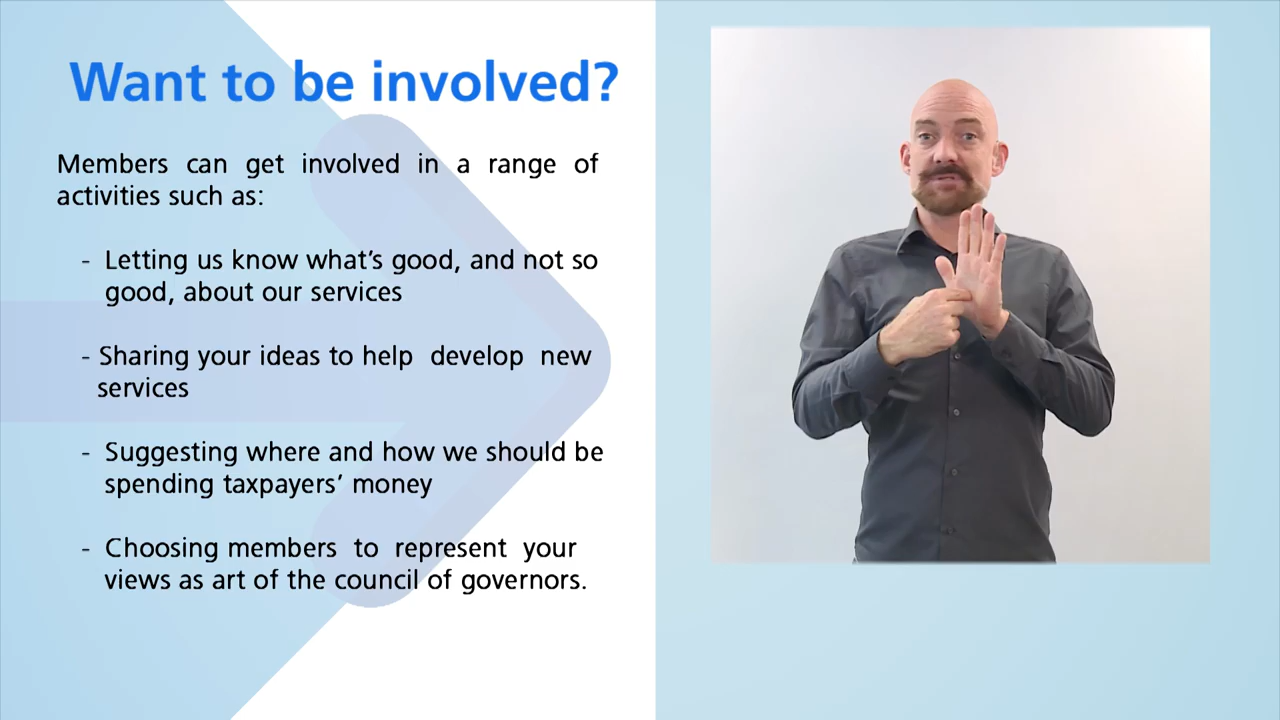 Want to be involved?
Members can get involved in a range of
activities such as:
- Letting us know what's good, and not so
good, about our services
- Sharing your ideas to help develop new
services
- Suggesting where and how we should be
spending taxpayers’ money
- Choosing members to represent your
views as art of the council of governors.